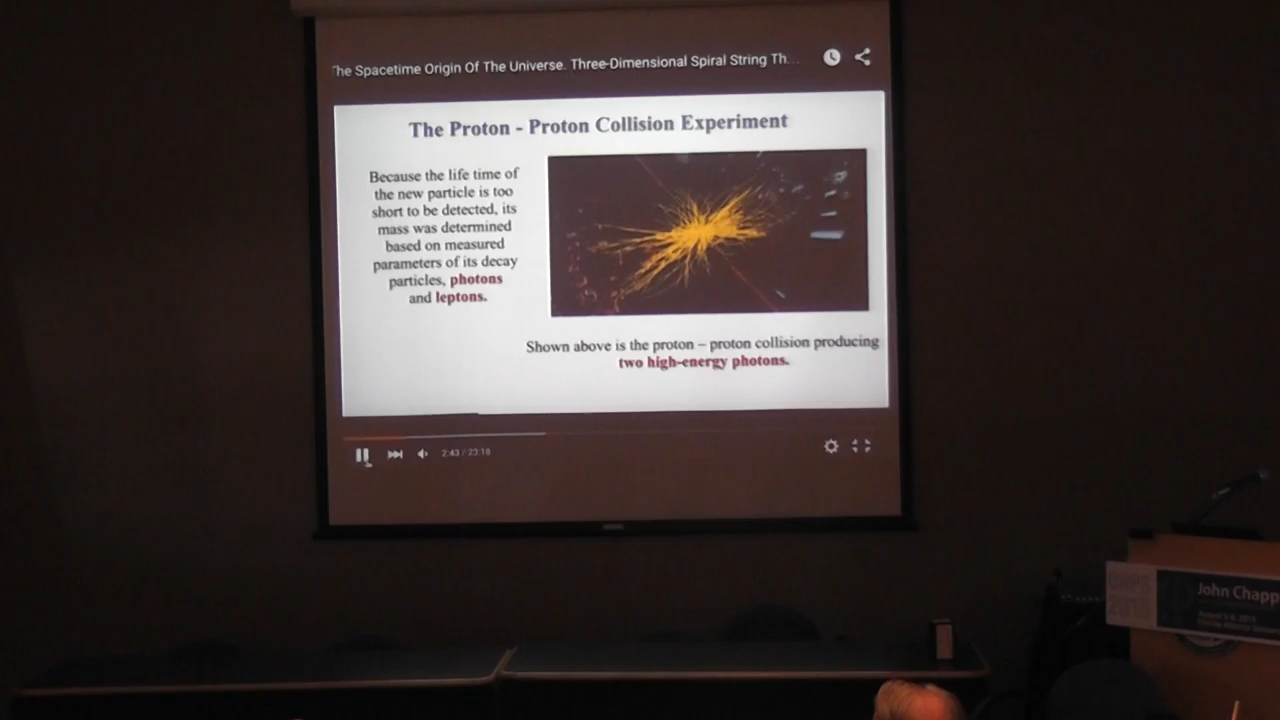 The Spacetime Origin Of The Universe. Three-Dimensional Spiral String Th...
The Proton - Proton Collision Experiment
Because the life time of
the new particle is too
short to be detected, its
mass was determined
based on measured
parameters of its decay
particles, photons
and leptons.
Shown above is the proton – proton collision producing
two high-energy photons.
2:43 / 23:18
John Chapp